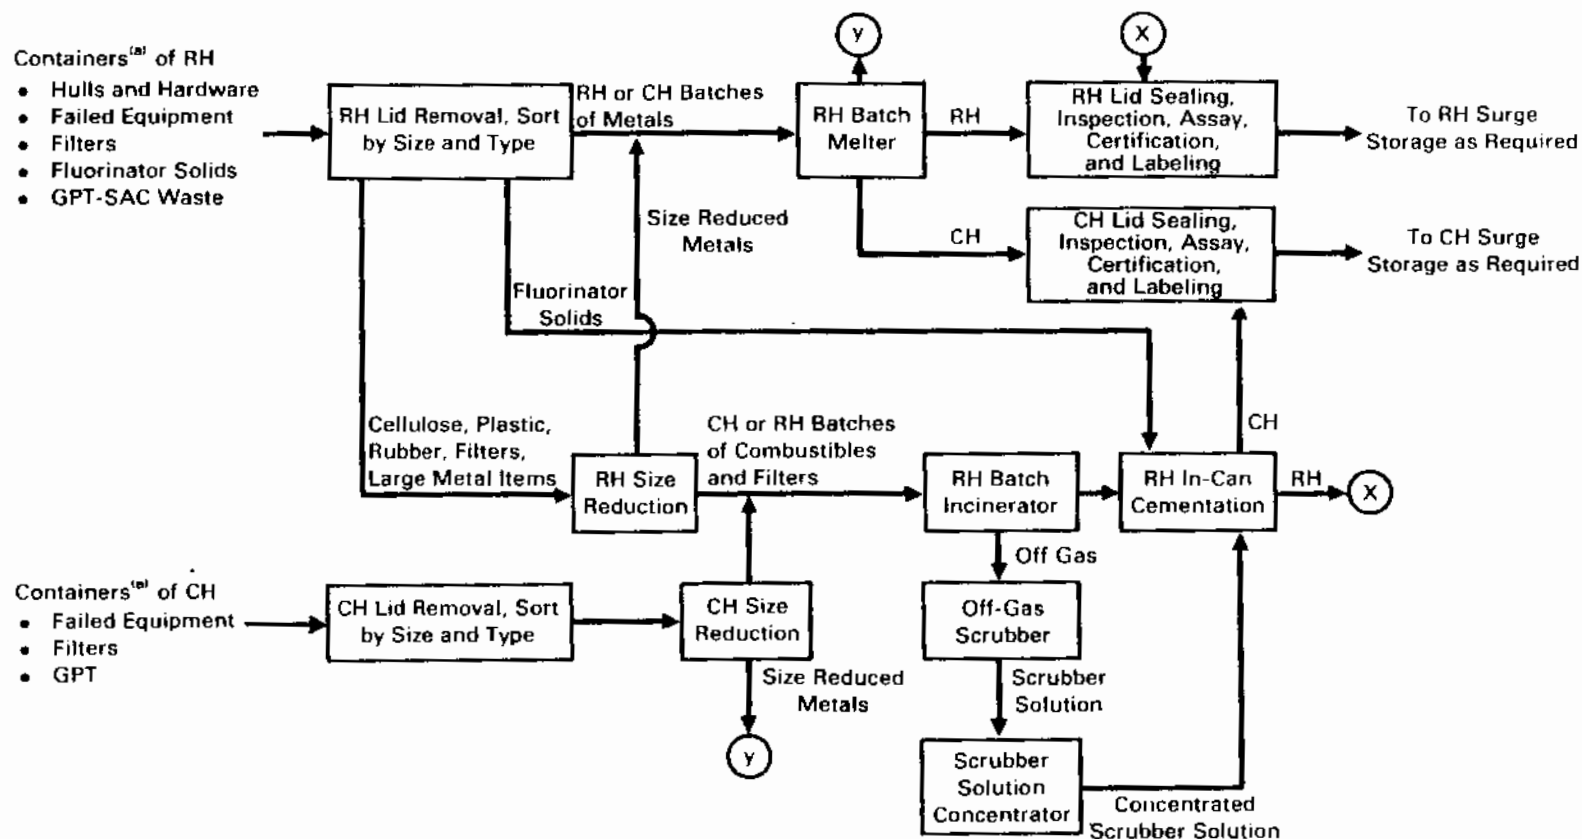 Containers(a) of RH
• Hulls and Hardware
• Failed Equipment
• Filters
• Fluorinator Solids
• GPT-SAC Waste
RH Lid Removal, Sort
by Size and Type
RH or CH Batches
of Metals
y
RH Batch
Melter
RH
X
RH Lid Sealing,
Inspection, Assay,
Certification,
and Labeling
To RH Surge
Storage as Required
Size Reduced
Metals
CH
CH Lid Sealing,
Inspection, Assay,
Certification,
and Labeling
To CH Surge
Storage as Required
Fluorinator
Solids
Cellulose, Plastic,
Rubber, Filters,
Large Metal Items
RH Size
Reduction
CH or RH Batches
of Combustibles
and Filters
RH Batch
Incinerator
RH In-Can
Cementation
CH
RH
X
Off Gas
Containers(a) of CH
• Failed Equipment
• Filters
• GPT
CH Lid Removal, Sort
by Size and Type
CH Size
Reduction
Size Reduced
Metals
y
Off-Gas
Scrubber
Scrubber
Solution
Scrubber
Solution
Concentrator
Concentrated
Scrubber Solution